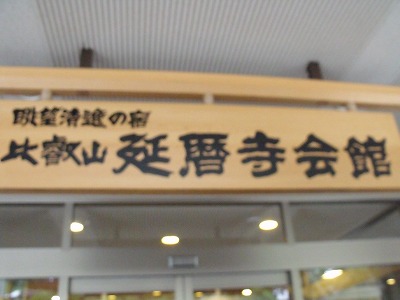 眺望清遊の宿
比叡山 延暦寺会館